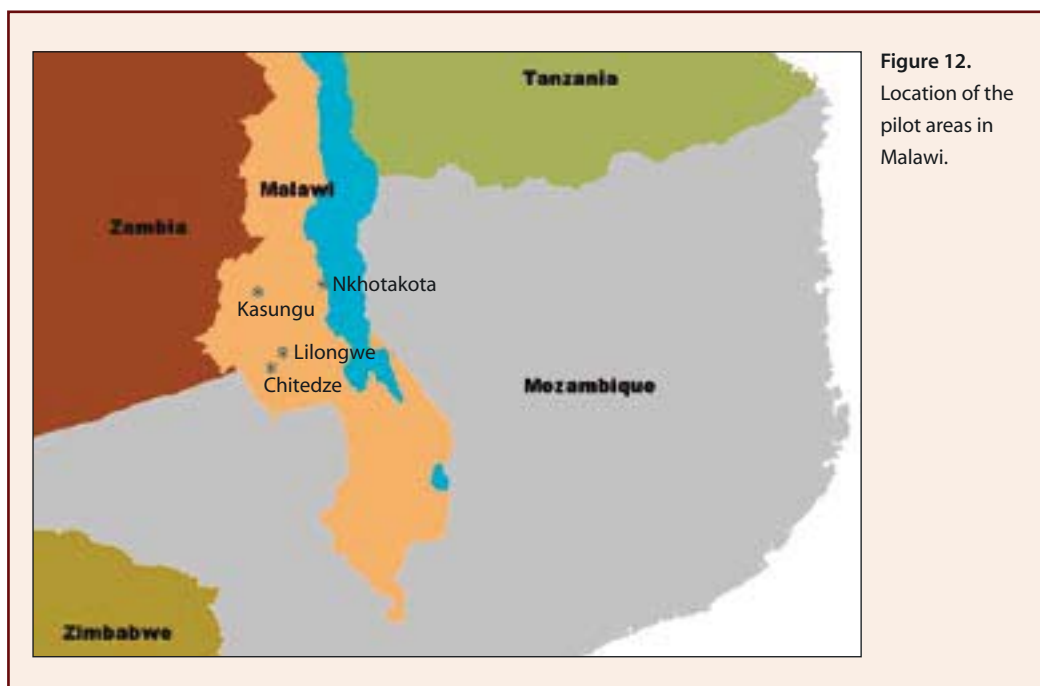 Tanzania
Malawi
Zambia
Nkhotakota
Kasungu
Lilongwe
Chitedze
Mozambique
Zimbabwe
Figure 12.
Location of the
pilot areas in
Malawi.